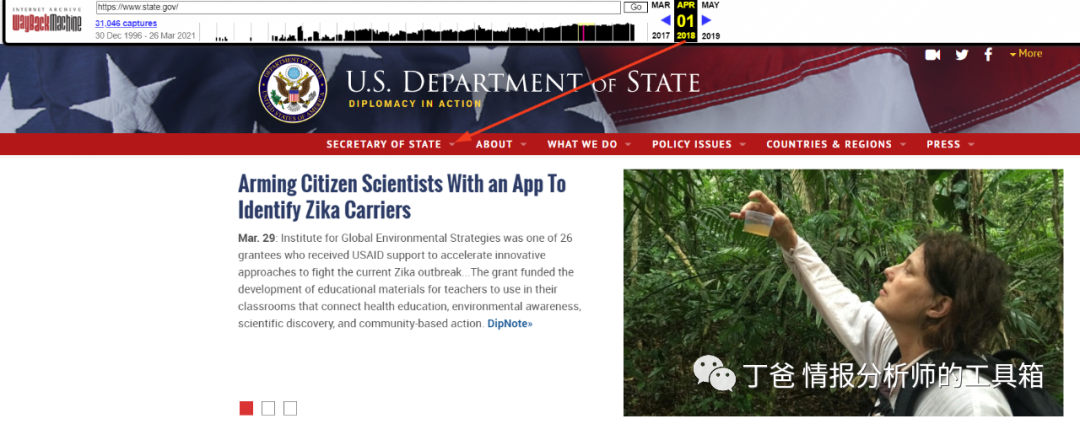 INTERNET ARCHIVE
WayBackMachine
https://www.state.gov/
Go
MAR
APR
MAY
31,046 captures
01
30 Dec 1996 - 26 Mar 2021
2017
2018
2019
More
U.S. DEPARTMENT OF STATE
DIPLOMACY IN ACTION
SECRETARY OF STATE
ABOUT
WHAT WE DO
POLICY ISSUES
COUNTRIES & REGIONS
PRESS
Arming Citizen Scientists With an App To
Identify Zika Carriers
Mar. 29: Institute for Global Environmental Strategies was one of 26
grantees who received USAID support to accelerate innovative
approaches to fight the current Zika outbreak...The grant funded the
development of educational materials for teachers to use in their
classrooms that connect health education, environmental awareness,
scientific discovery, and community-based action. DipNote»
丁爸 情报分析师的工具箱